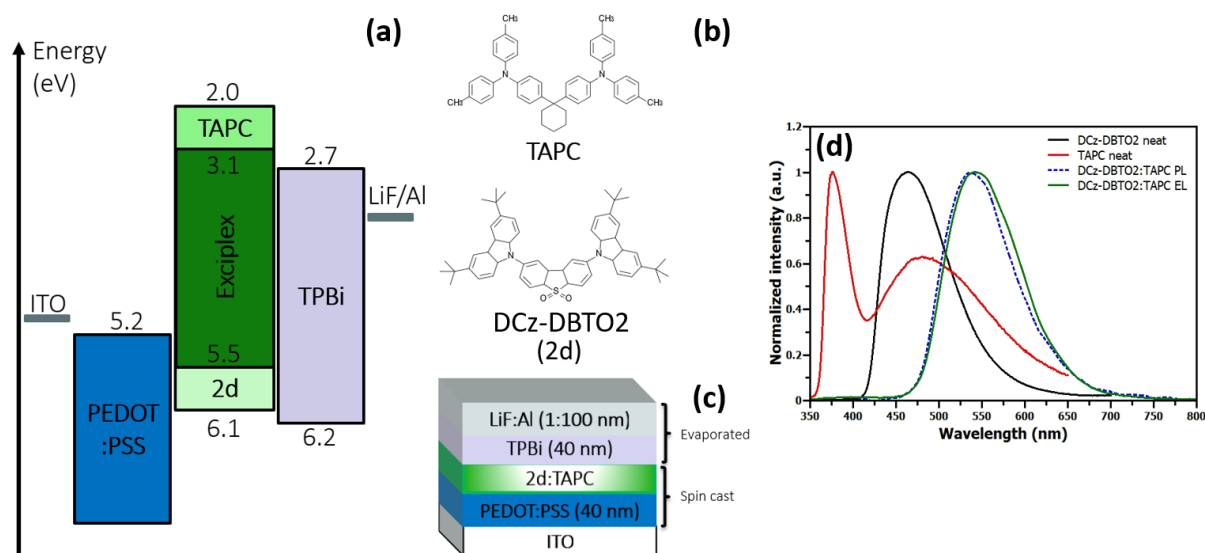 Energy
(eV)
2.0
TAPC
3.1
Exciplex
5.5
2d
6.1
2.7
TPBi
6.2
LiF/Al
ITO
5.2
PEDOT
:PSS
(a)
CH₃
CH₃
N
N
CH₃
CH₃
TAPC
(b)
N
N
S
O
O
DCz-DBTO2
(2d)
(c)
LiF:Al (1:100 nm)
TPBi (40 nm)
Evaporated
2d:TAPC
PEDOT:PSS (40 nm)
Spin cast
ITO
(d)
DCz-DBTO2 neat
TAPC neat
DCz-DBTO2:TAPC PL
DCz-DBTO2:TAPC EL
Normalized intensity (a.u.)
1.2
1
0.8
0.6
0.4
0.2
0
350 400 450 500 550 600 650 700 750 800
Wavelength (nm)